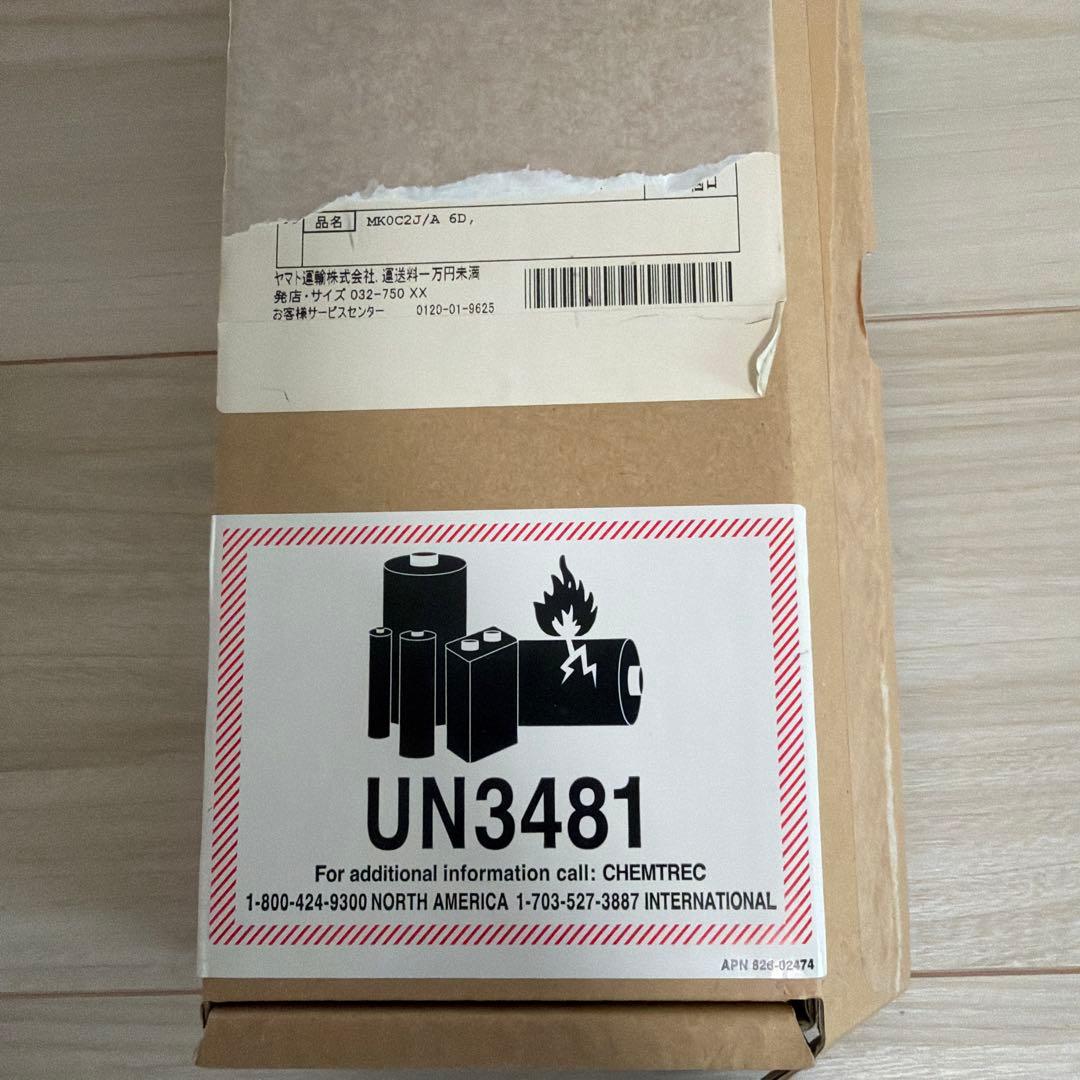 品名 MK0C2J/A 6D,
ヤマト運輸株式会社, 運送料一万円未満
発店・サイズ 032-750 XX
お客様サービスセンター 0120-01-9625
UN3481
For additional information call: CHEMTREC
1-800-424-9300 NORTH AMERICA 1-703-527-3887 INTERNATIONAL
APN 826-02474